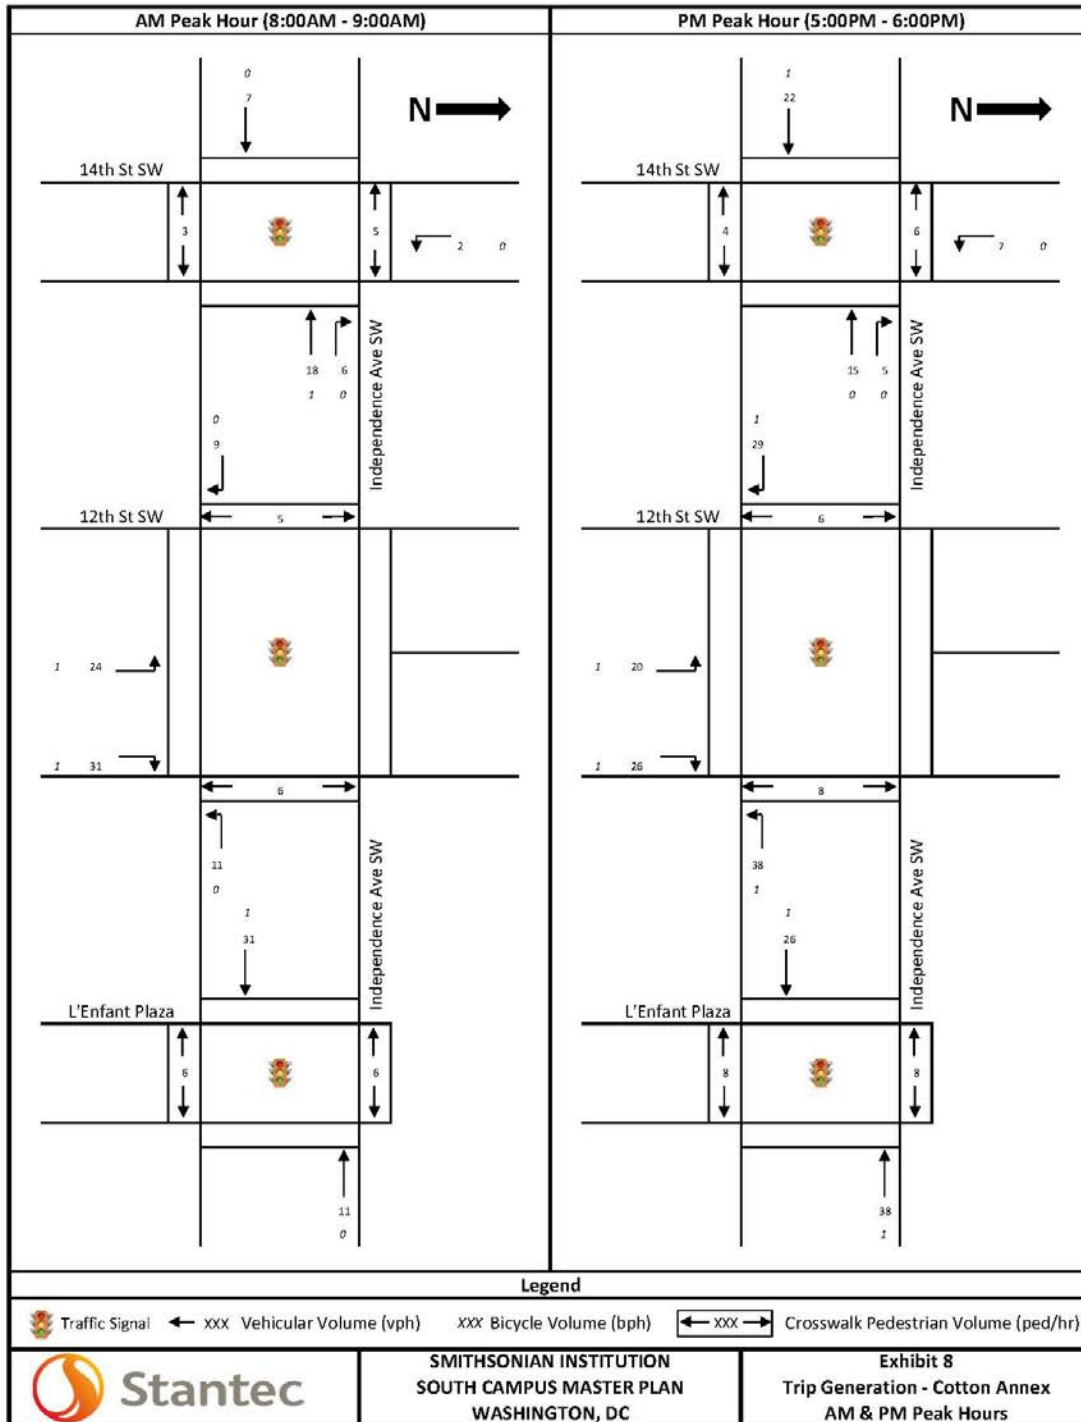 AM Peak Hour (8:00AM - 9:00AM)
0
7
N
14th St SW
3
5
2 0
18 6
1 0
Independence Ave SW
0
9
12th St SW
5
1 24
1 31
6
11
0
Independence Ave SW
1
31
L'Enfant Plaza
6
6
11
0
PM Peak Hour (5:00PM - 6:00PM)
1
22
N
14th St SW
4
6
7 0
15 5
0 0
Independence Ave SW
1
29
12th St SW
6
1 20
1 26
8
38
1
Independence Ave SW
1
26
L'Enfant Plaza
8
8
38
1
Legend
Traffic Signal
XXX Vehicular Volume (vph)
XXX Bicycle Volume (bph)
XXX Crosswalk Pedestrian Volume (ped/hr)
Stantec
SMITHSONIAN INSTITUTION
SOUTH CAMPUS MASTER PLAN
WASHINGTON, DC
Exhibit 8
Trip Generation - Cotton Annex
AM & PM Peak Hours